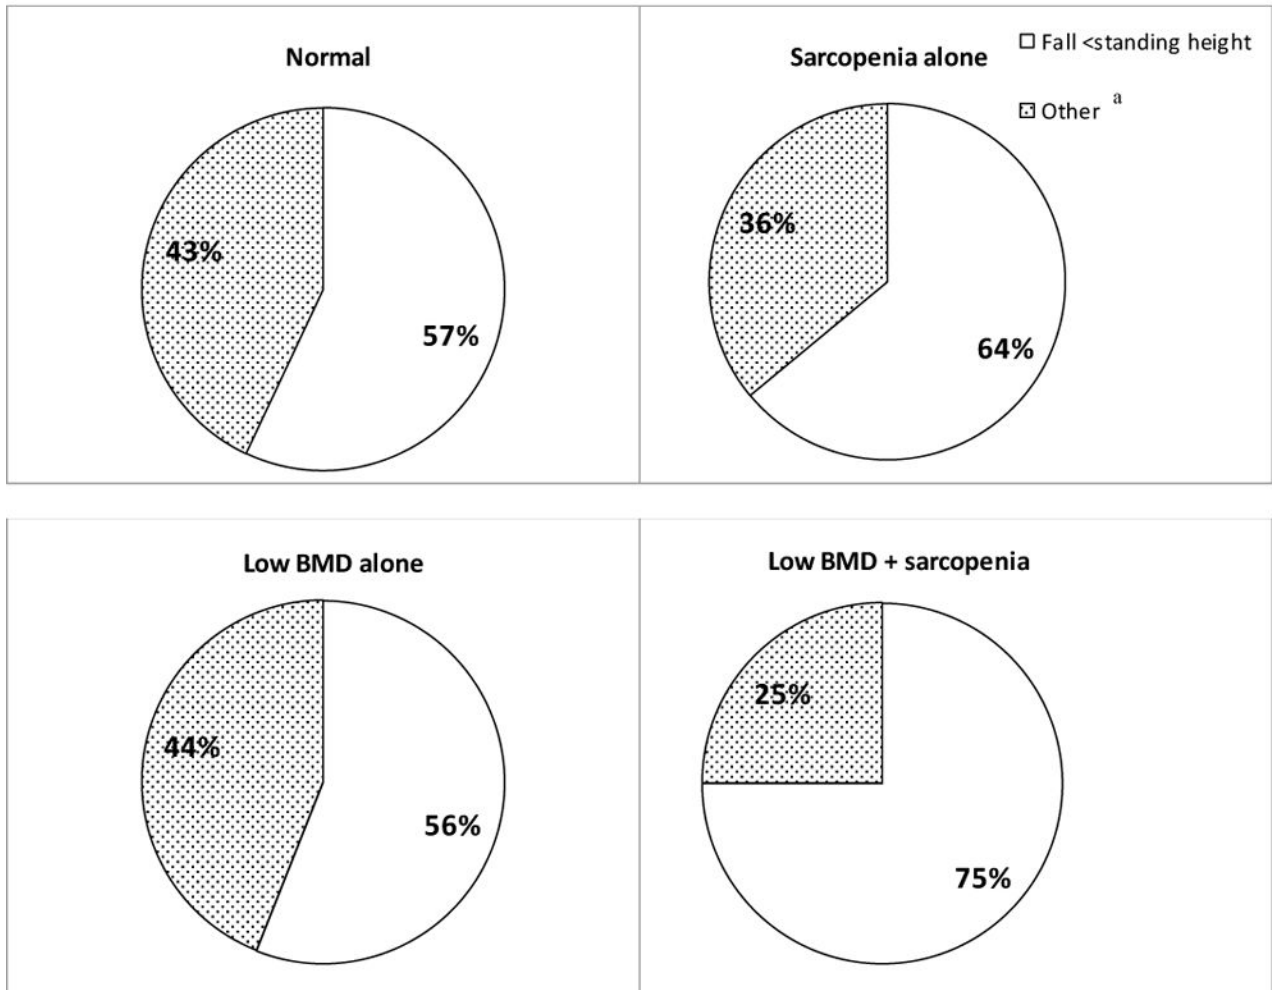 Normal
43%
57%
Sarcopenia alone
Fall <standing height
Other a
36%
64%
Low BMD alone
44%
56%
Low BMD + sarcopenia
25%
75%